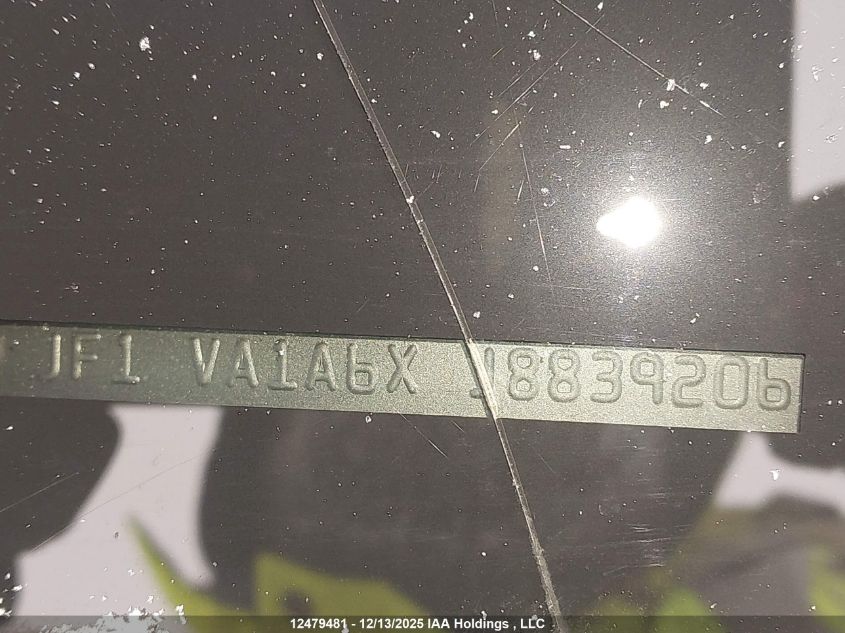 JF1 VA1A6X J8839206
12479481 - 12/13/2025 IAA Holdings , LLC